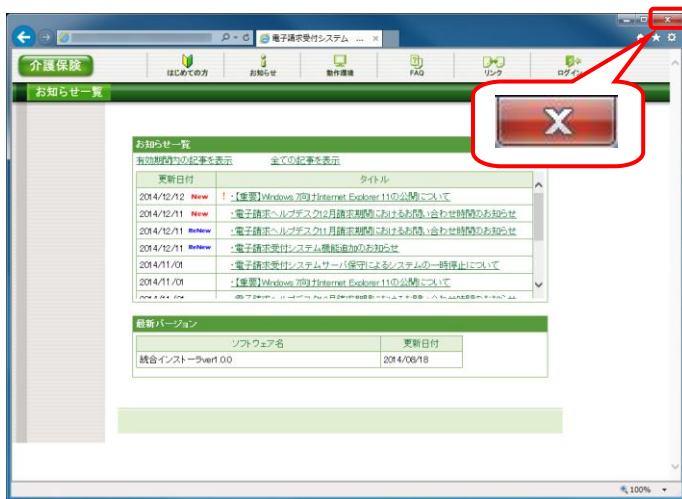 電子請求受付システム ... ×
介護保険
はじめての方 お知らせ 動作環境 FAQ リンク ログイン
お知らせ一覧
お知らせ一覧
有効期間内の記事を表示 全ての記事を表示
更新日付 タイトル
2014/12/12 New ! ・【重要】Windows 7向けInternet Explorer 11の公開について
2014/12/11 New ・電子請求ヘルプデスク12月請求期間におけるお問い合わせ時間のお知らせ
2014/12/11 ReNew ・電子請求ヘルプデスク11月請求期間におけるお問い合わせ時間のお知らせ
2014/12/11 ReNew ・電子請求受付システム機能追加のお知らせ
2014/11/01 ・電子請求受付システムサーバ保守によるシステムの一時停止について
2014/11/01 ・【重要】Windows 7向けInternet Explorer 11の公開について
最新バージョン
ソフトウェア名 更新日付
統合インストーラver1.0.0 2014/08/18
100%